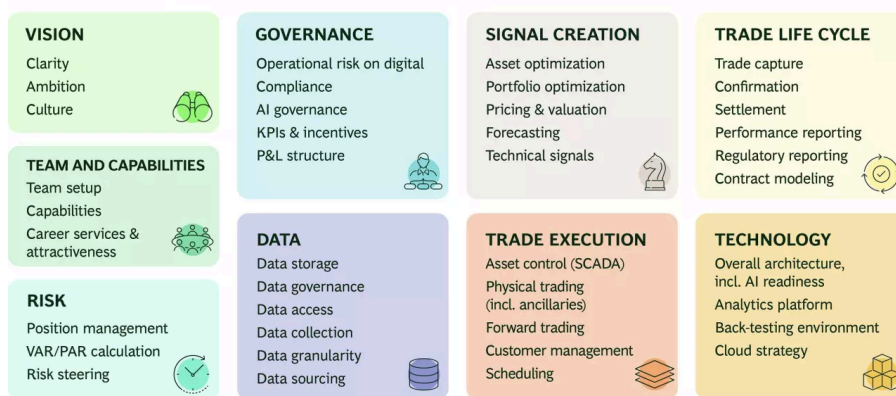 VISION
Clarity
Ambition
Culture
TEAM AND CAPABILITIES
Team setup
Capabilities
Career services &
attractiveness
RISK
Position management
VAR/PAR calculation
Risk steering
GOVERNANCE
Operational risk on digital
Compliance
AI governance
KPIs & incentives
P&L structure
DATA
Data storage
Data governance
Data access
Data collection
Data granularity
Data sourcing
SIGNAL CREATION
Asset optimization
Portfolio optimization
Pricing & valuation
Forecasting
Technical signals
TRADE EXECUTION
Asset control (SCADA)
Physical trading
(incl. ancillaries)
Forward trading
Customer management
Scheduling
TRADE LIFE CYCLE
Trade capture
Confirmation
Settlement
Performance reporting
Regulatory reporting
Contract modeling
TECHNOLOGY
Overall architecture,
incl. AI readiness
Analytics platform
Back-testing environment
Cloud strategy